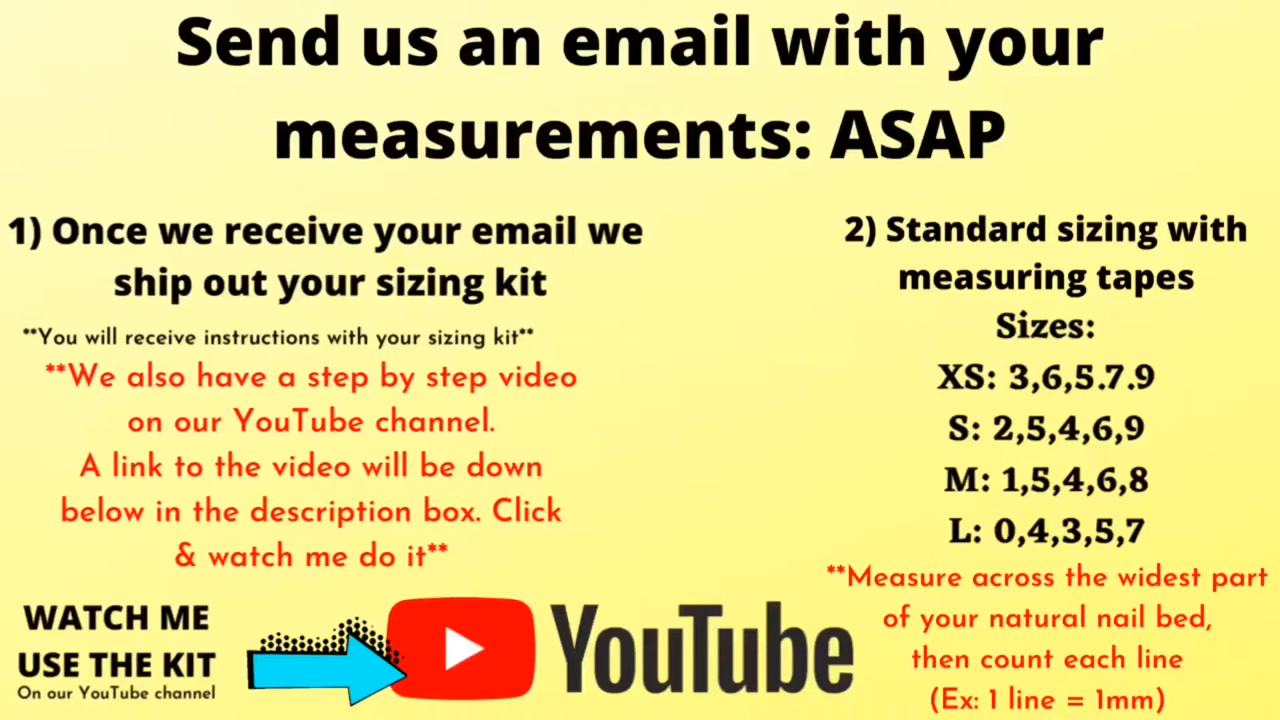 Send us an email with your
measurements: ASAP
1) Once we receive your email we
ship out your sizing kit
**You will receive instructions with your sizing kit**
**We also have a step by step video
on our YouTube channel.
A link to the video will be down
below in the description box. Click
& watch me do it**
WATCH ME
USE THE KIT
On our YouTube channel
YouTube
2) Standard sizing with
measuring tapes
Sizes:
XS: 3,6,5.7.9
S: 2,5,4,6,9
M: 1,5,4,6,8
L: 0,4,3,5,7
**Measure across the widest part
of your natural nail bed,
then count each line
(Ex: 1 line = 1mm)